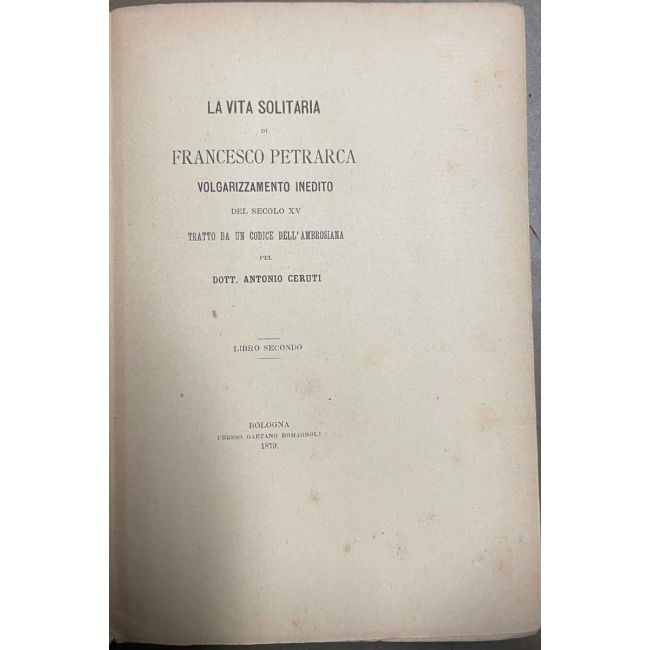 LA VITA SOLITARIA
DI
FRANCESCO PETRARCA
VOLGARIZZAMENTO INEDITO
DEL SECOLO XV
TRATTO DA UN CODICE DELL'AMBROSIANA
PEL
DOTT. ANTONIO CERUTI
LIBRO SECONDO
BOLOGNA
PRESSO GAETANO ROMAGNOLI
1879.